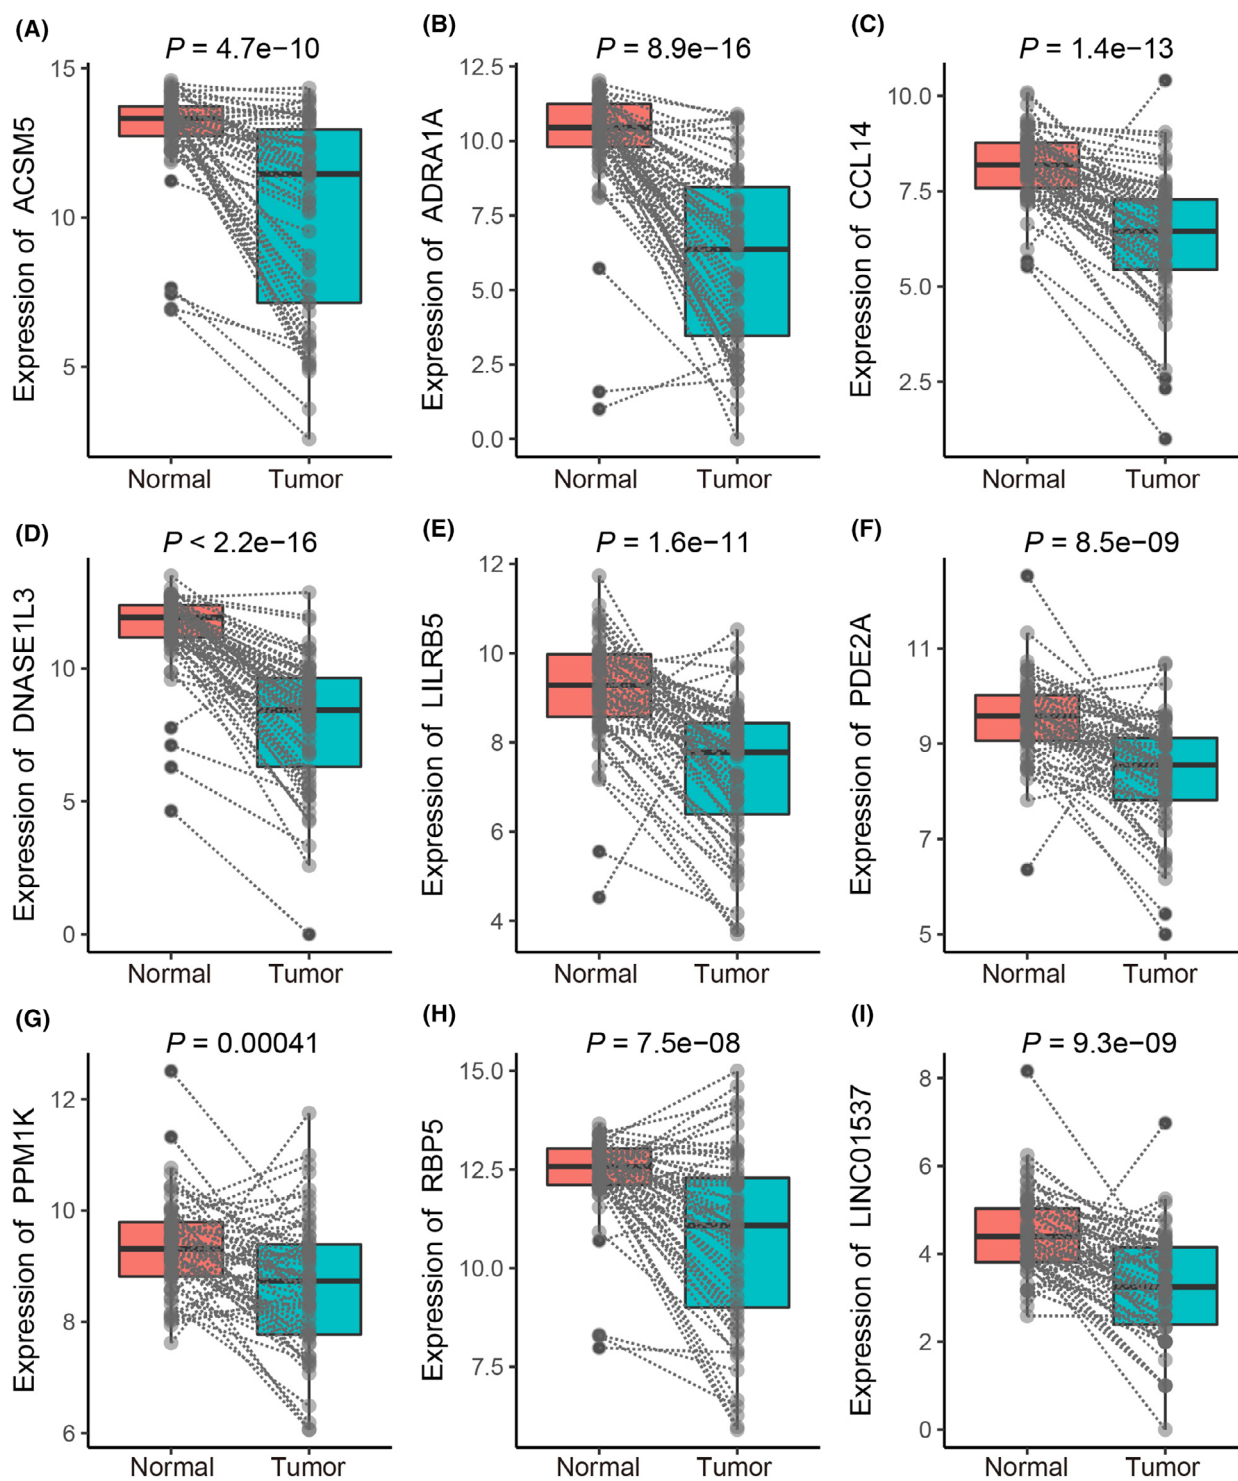 (A)
P = 4.7e−10
Expression of ACSM5
15
10
5
Normal Tumor
(B)
P = 8.9e−16
Expression of ADRA1A
12.5
10.0
7.5
5.0
2.5
0.0
Normal Tumor
(C)
P = 1.4e−13
Expression of CCL14
10.0
7.5
5.0
2.5
Normal Tumor
(D)
P < 2.2e−16
Expression of DNASE1L3
10
5
0
Normal Tumor
(E)
P = 1.6e−11
Expression of LILRB5
12
10
8
6
4
Normal Tumor
(F)
P = 8.5e−09
Expression of PDE2A
11
9
7
5
Normal Tumor
(G)
P = 0.00041
Expression of PPM1K
12
10
8
6
Normal Tumor
(H)
P = 7.5e−08
Expression of RBP5
15.0
12.5
10.0
7.5
Normal Tumor
(I)
P = 9.3e−09
Expression of LINC01537
8
6
4
2
0
Normal Tumor